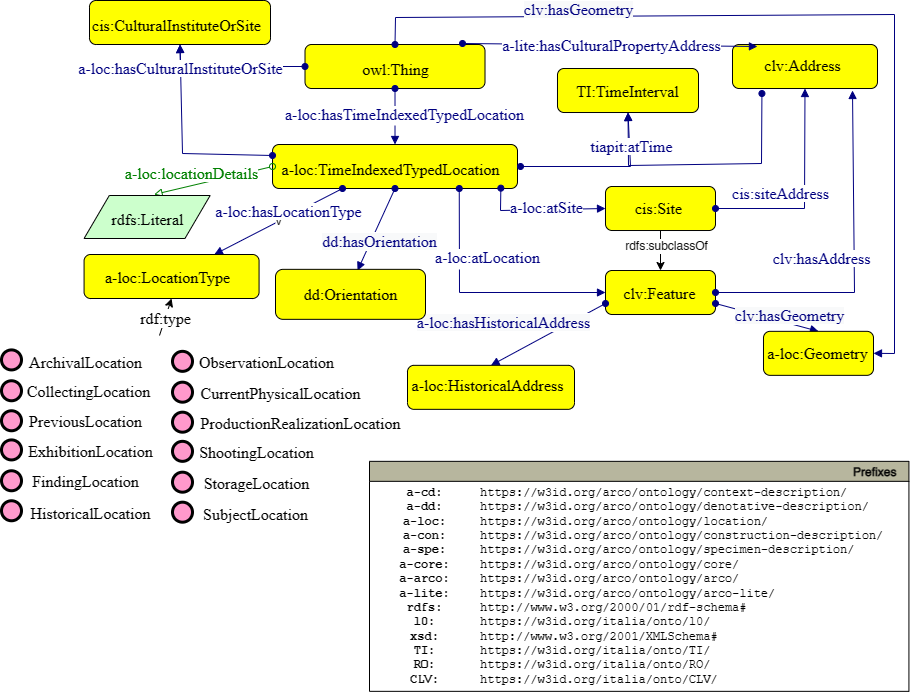 clv:hasGeometry
cis:CulturalInstituteOrSite
a-lite:hasCulturalPropertyAddress
a-loc:hasCulturalInstituteOrSite
owl:Thing
clv:Address
TI:TimeInterval
a-loc:hasTimeIndexedTypedLocation
tiapit:atTime
a-loc:TimeIndexedTypedLocation
a-loc:locationDetails
cis:siteAddress
rdfs:Literal
a-loc:hasLocationType
a-loc:atSite
cis:Site
dd:hasOrientation
rdfs:subclassOf
a-loc:atLocation
clv:hasAddress
a-loc:LocationType
dd:Orientation
clv:Feature
rdf:type
a-loc:hasHistoricalAddress
clv:hasGeometry
a-loc:Geometry
a-loc:HistoricalAddress
ArchivalLocation
ObservationLocation
CollectingLocation
CurrentPhysicalLocation
PreviousLocation
ProductionRealizationLocation
ExhibitionLocation
ShootingLocation
FindingLocation
StorageLocation
HistoricalLocation
SubjectLocation
Prefixes
a-cd: https://w3id.org/arco/ontology/context-description/
a-dd: https://w3id.org/arco/ontology/denotative-description/
a-loc: https://w3id.org/arco/ontology/location/
a-con: https://w3id.org/arco/ontology/construction-description/
a-spe: https://w3id.org/arco/ontology/specimen-description/
a-core: https://w3id.org/arco/ontology/core/
a-arco: https://w3id.org/arco/ontology/arco/
a-lite: https://w3id.org/arco/ontology/arco-lite/
rdfs: http://www.w3.org/2000/01/rdf-schema#
l0: https://w3id.org/italia/onto/l0/
xsd: http://www.w3.org/2001/XMLSchema#
TI: https://w3id.org/italia/onto/TI/
RO: https://w3id.org/italia/onto/RO/
CLV: https://w3id.org/italia/onto/CLV/